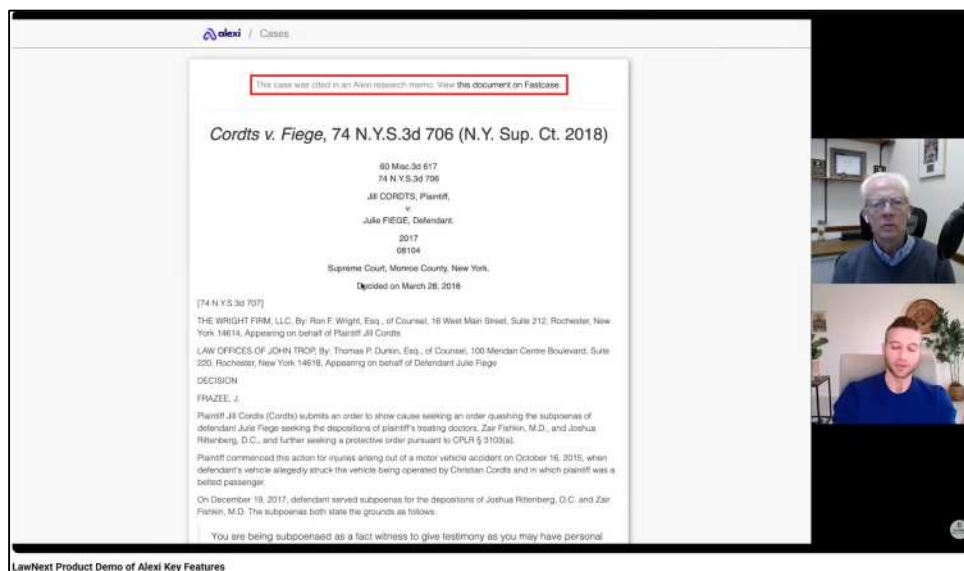 alexi / Cases
This case was cited in an Alexi research memo. View this document on Fastcase.
Cordts v. Fiege, 74 N.Y.S.3d 706 (N.Y. Sup. Ct. 2018)
60 Misc.3d 617
74 N.Y.S.3d 706
Jill CORDTS, Plaintiff,
v.
Julie FIEGE, Defendant.
2017
08104
Supreme Court, Monroe County, New York.
Decided on March 28, 2018
[74 N.Y.S.3d 707]
THE WRIGHT FIRM, LLC, By: Ron F. Wright, Esq., of Counsel, 16 West Main Street, Suite 212, Rochester, New
York 14614, Appearing on behalf of Plaintiff Jill Cordts
LAW OFFICES OF JOHN TROP, By: Thomas P. Durkin, Esq., of Counsel, 100 Meridian Centre Boulevard, Suite
220, Rochester, New York 14618, Appearing on behalf of Defendant Julie Fiege
DECISION
FRAZEE, J.
Plaintiff Jill Cordts (Cordts) submits an order to show cause seeking an order quashing the subpoenas of
defendant Julie Fiege seeking the depositions of plaintiff's treating doctors, Zair Fishkin, M.D., and Joshua
Rittenberg, D.C., and further seeking a protective order pursuant to CPLR § 3103(a).
Plaintiff commenced this action for injuries arising out of a motor vehicle accident on October 16, 2015, when
defendant's vehicle allegedly struck the vehicle being operated by Christian Cordts and in which plaintiff was a
belted passenger.
On December 19, 2017, defendant served subpoenas for the depositions of Joshua Rittenberg, D.C. and Zair
Fishkin, M.D. The subpoenas both state the grounds as follows:
You are being subpoenaed as a fact witness to give testimony as you may have personal
LawNext Product Demo of Alexi Key Features